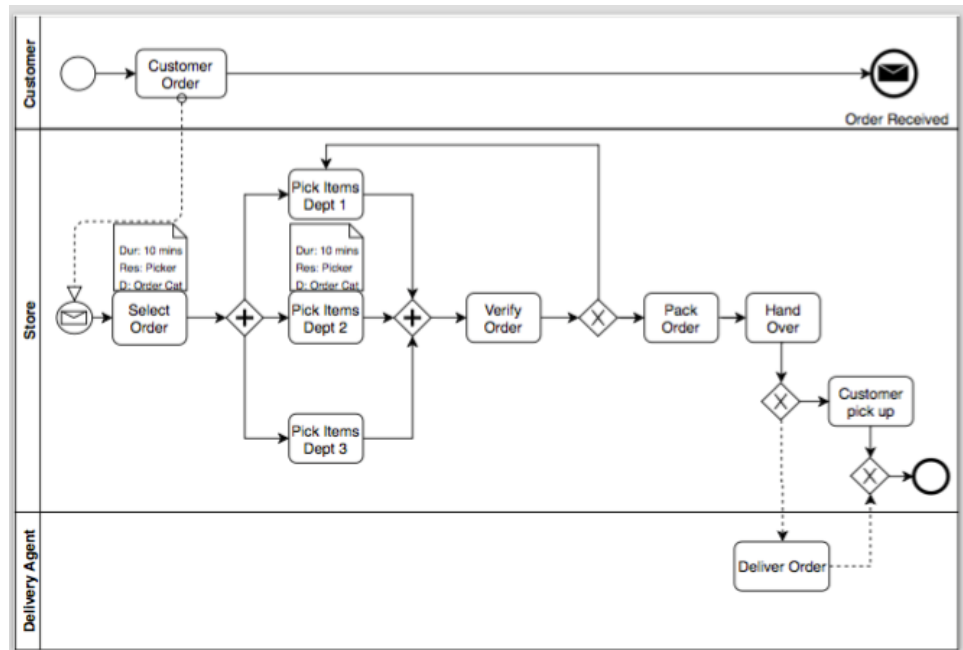 Customer
Customer
Order
Order Received
Store
Dur: 10 mins
Res: Picker
D: Order Cat
Select
Order
Pick Items
Dept 1
Dur: 10 mins
Res: Picker
D: Order Cat
Pick Items
Dept 2
Pick Items
Dept 3
Verify
Order
X
Pack
Order
Hand
Over
X
Customer
pick up
X
Delivery Agent
Deliver Order